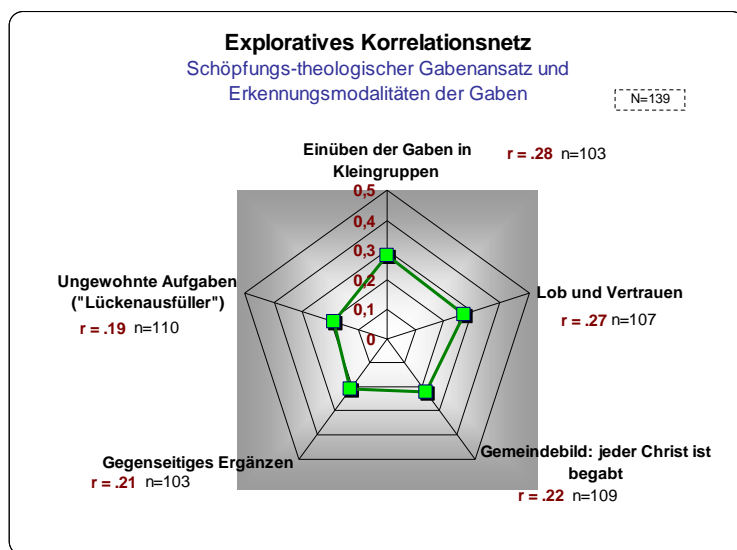 Exploratives Korrelationsnetz
Schöpfungs-theologischer Gabenansatz und
Erkennungsmodalitäten der Gaben
N=139
Einüben der Gaben in
Kleingruppen
r = .28 n=103
0,5
0,4
0,3
0,2
0,1
0
Lob und Vertrauen
r = .27 n=107
Gemeindebild: jeder Christ ist
begabt
r = .22 n=109
Gegenseitiges Ergänzen
r = .21 n=103
Ungewohnte Aufgaben
("Lückenausfüller")
r = .19 n=110